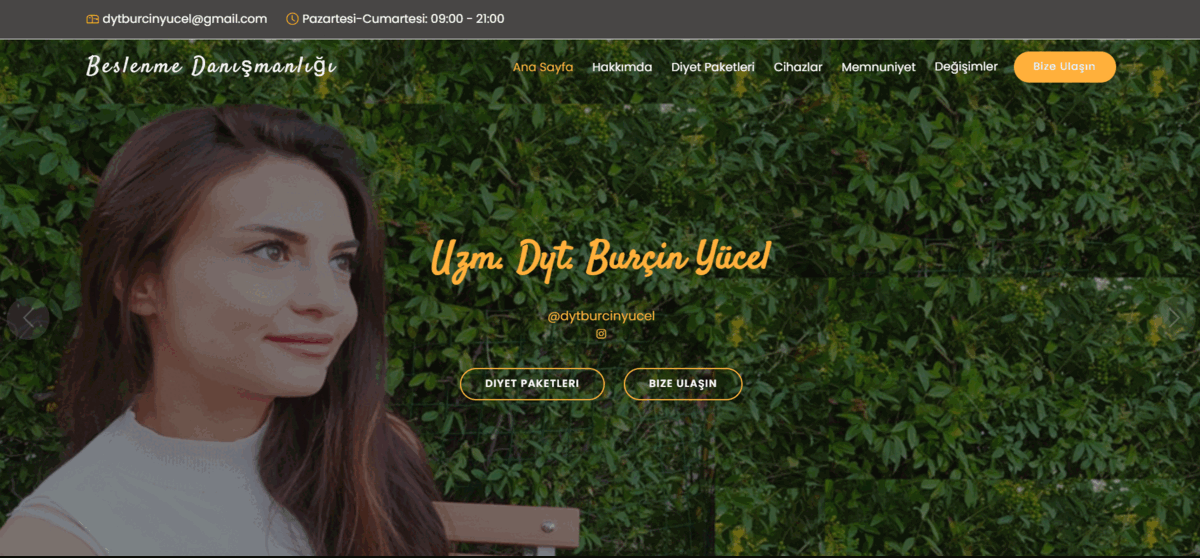 dytburcinyucel@gmail.com Pazartesi-Cumartesi: 09:00 - 21:00
Beslenme Danışmanlığı Ana Sayfa Hakkımda Diyet Paketleri Cihazlar Memnuniyet Değişimler Bize Ulaşın
Uzm. Dyt. Burçin Yücel
@dytburcinyucel
DIYET PAKETLERI BIZE ULAŞIN